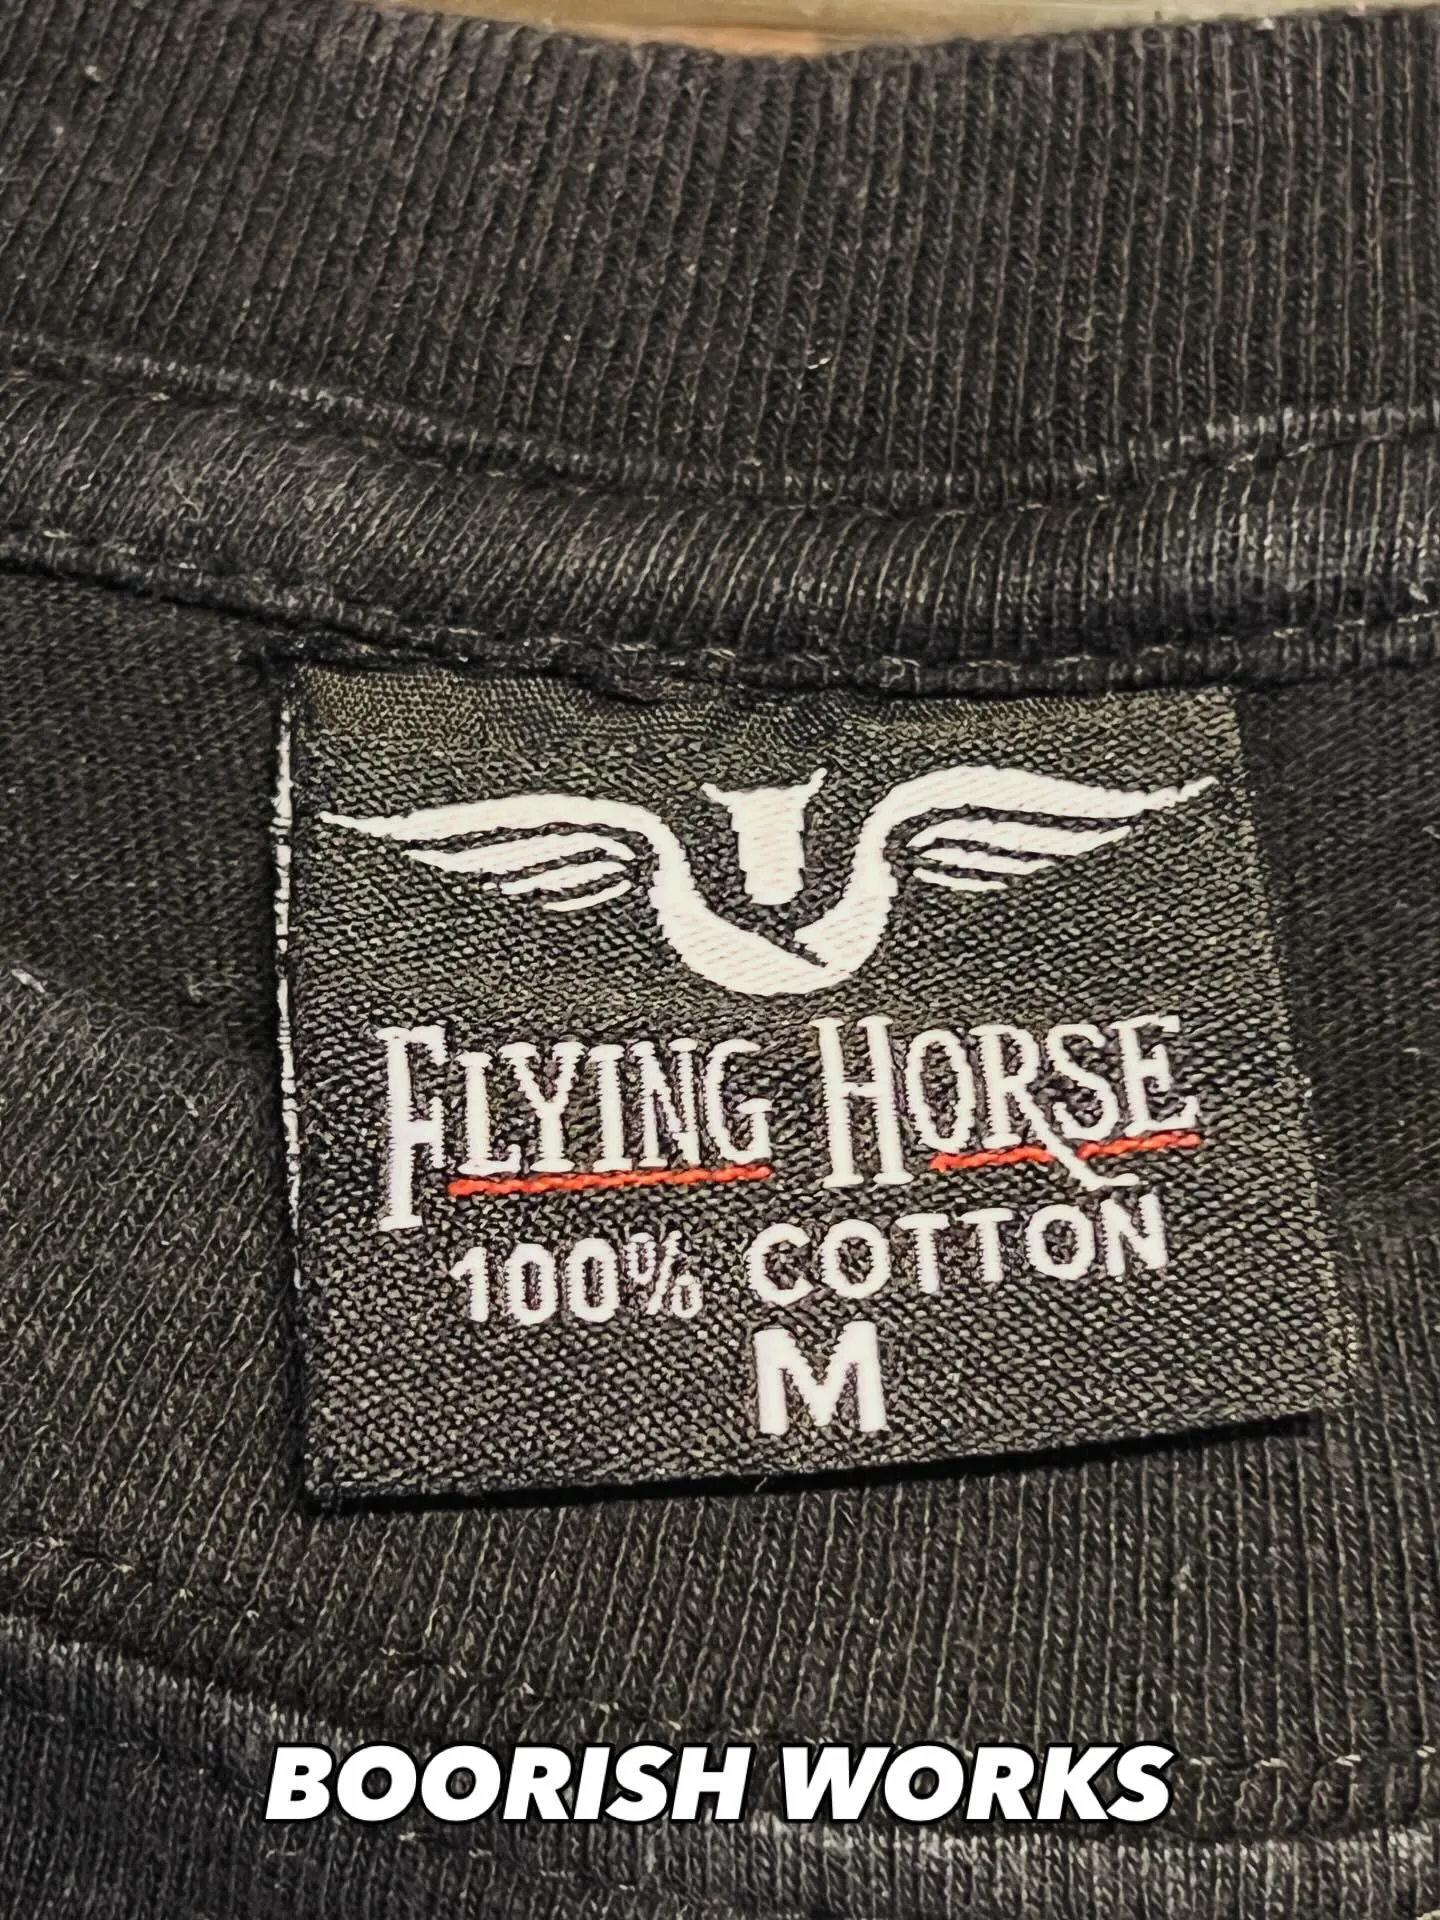 FLYING HORSE
100% COTTON
M
BOORISH WORKS